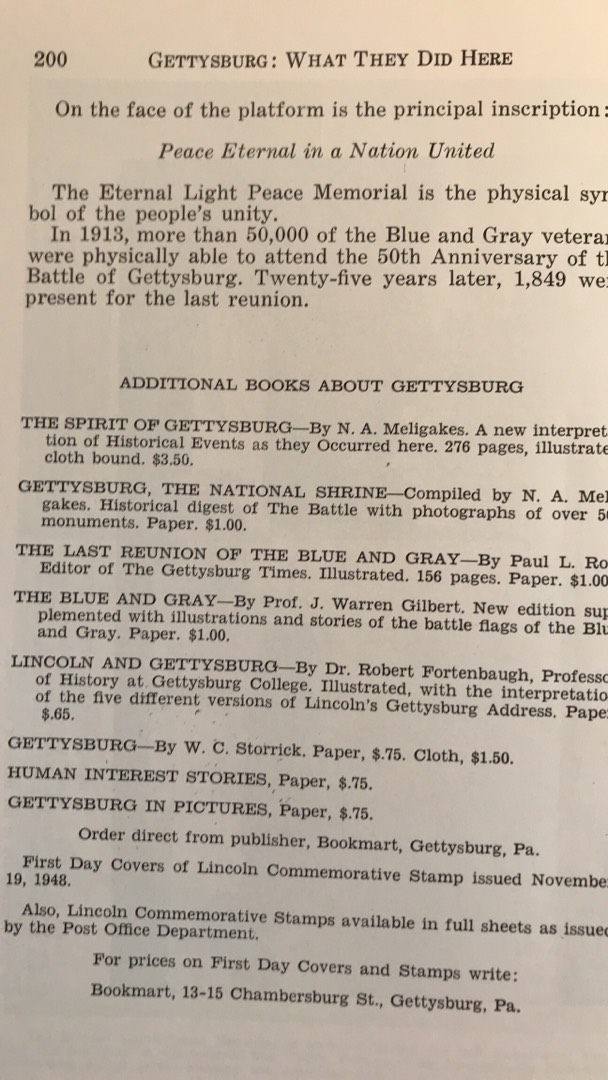 200 GETTYSBURG: WHAT THEY DID HERE
On the face of the platform is the principal inscription:
Peace Eternal in a Nation United
The Eternal Light Peace Memorial is the physical
bol of the people's unity.
In 1913, more than 50,000 of the Blue and Gray
were physically able to attend the 50th Anniversary of
Battle of Gettysburg. Twenty-five years later, 1,849
present for the last reunion.
ADDITIONAL BOOKS ABOUT GETTYSBURG
THE SPIRIT OF GETTYSBURG—By N. A. Meligakes. A new interpret
tion of Historical Events as they Occurred here. 276 pages, illustrate
cloth bound. $3.50.
GETTYSBURG, THE NATIONAL SHRINE—Compiled by N. A. Mel
gakes. Historical digest of The Battle with photographs of over
monuments. Paper. $1.00.
THE LAST REUNION OF THE BLUE AND GRAY—By Paul L. Ro
Editor of The Gettysburg Times. Illustrated. 156 pages. Paper. $1.00
THE BLUE AND GRAY—By Prof. J. Warren Gilbert. New edition sup
plemented with illustrations and stories of the battle flags of the Blu
and Gray. Paper. $1.00.
LINCOLN AND GETTYSBURG—By Dr. Robert Fortenbaugh, Professo
of History at Gettysburg College. Illustrated, with the interpretatio
of the five different versions of Lincoln's Gettysburg Address. Pape
$.65.
GETTYSBURG—By W. C. Storrick. Paper, $.75. Cloth, $1.50.
HUMAN INTEREST STORIES, Paper, $.75.
GETTYSBURG IN PICTURES, Paper, $.75.
Order direct from publisher, Bookmart, Gettysburg, Pa.
First Day Covers of Lincoln Commemorative Stamp issued Novembe
19, 1948.
Also, Lincoln Commemorative Stamps available in full sheets as issued
by the Post Office Department.
For prices on First Day Covers and Stamps write:
Bookmart, 13-15 Chambersburg St., Gettysburg, Pa.